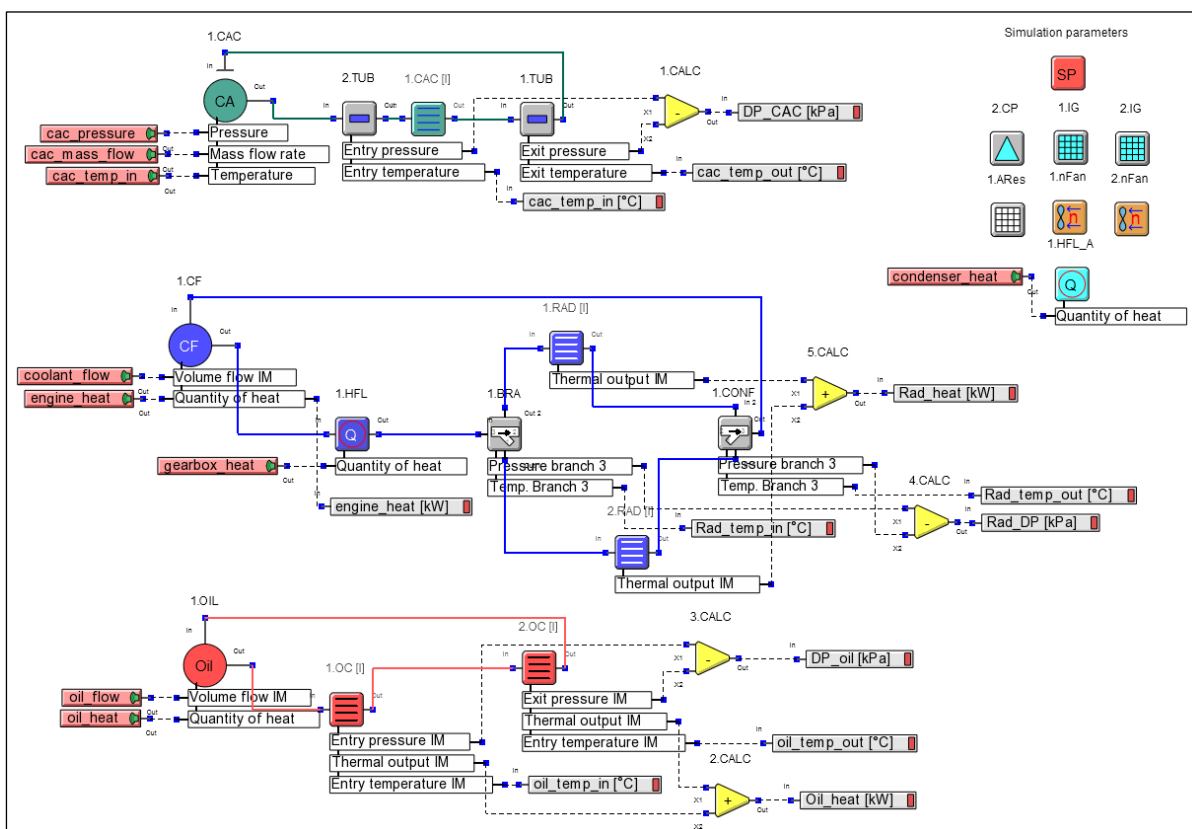 Simulation parameters
SP
2.CP
1.IG
2.IG
1.ARes
1.nFan
2.nFan
n
n
1.HFL_A
condenser_heat
Out
In
Q
Out
Quantity of heat
1.CAC
In
CA
Out
2.TUB
In
Out
1.CAC [I]
In
Out
1.TUB
In
Out
1.CALC
X1
X2
-
Out
In
DP_CAC [kPa]
cac_pressure
Out
Pressure
cac_mass_flow
Out
Mass flow rate
cac_temp_in
Out
Temperature
Entry pressure
Entry temperature
Exit pressure
Exit temperature
In
cac_temp_out [°C]
In
cac_temp_in [°C]
1.CF
In
CF
Out
1.RAD [I]
In
Out
Thermal output IM
5.CALC
X1
X2
+
Out
In
Rad_heat [kW]
coolant_flow
Out
Volume flow IM
engine_heat
Out
Quantity of heat
1.HFL
In
Q
Out
1.BRA
In
Out 2
1.CONF
In 2
Out
gearbox_heat
Out
Quantity of heat
Pressure branch 3
Temp. Branch 3
Pressure branch 3
Temp. Branch 3
In
engine_heat [kW]
4.CALC
X1
X2
-
Out
In
Rad_temp_out [°C]
In
Rad_DP [kPa]
In
Rad_temp_in [°C]
2.RAD [I]
In
Out
Thermal output IM
1.OIL
In
Oil
Out
1.OC [I]
In
Out
2.OC [I]
In
Out
3.CALC
X1
X2
-
Out
In
DP_oil [kPa]
oil_flow
Out
Volume flow IM
oil_heat
Out
Quantity of heat
Exit pressure IM
Thermal output IM
Entry temperature IM
In
oil_temp_out [°C]
Entry pressure IM
Thermal output IM
Entry temperature IM
In
oil_temp_in [°C]
2.CALC
X1
X2
+
Out
In
Oil_heat [kW]